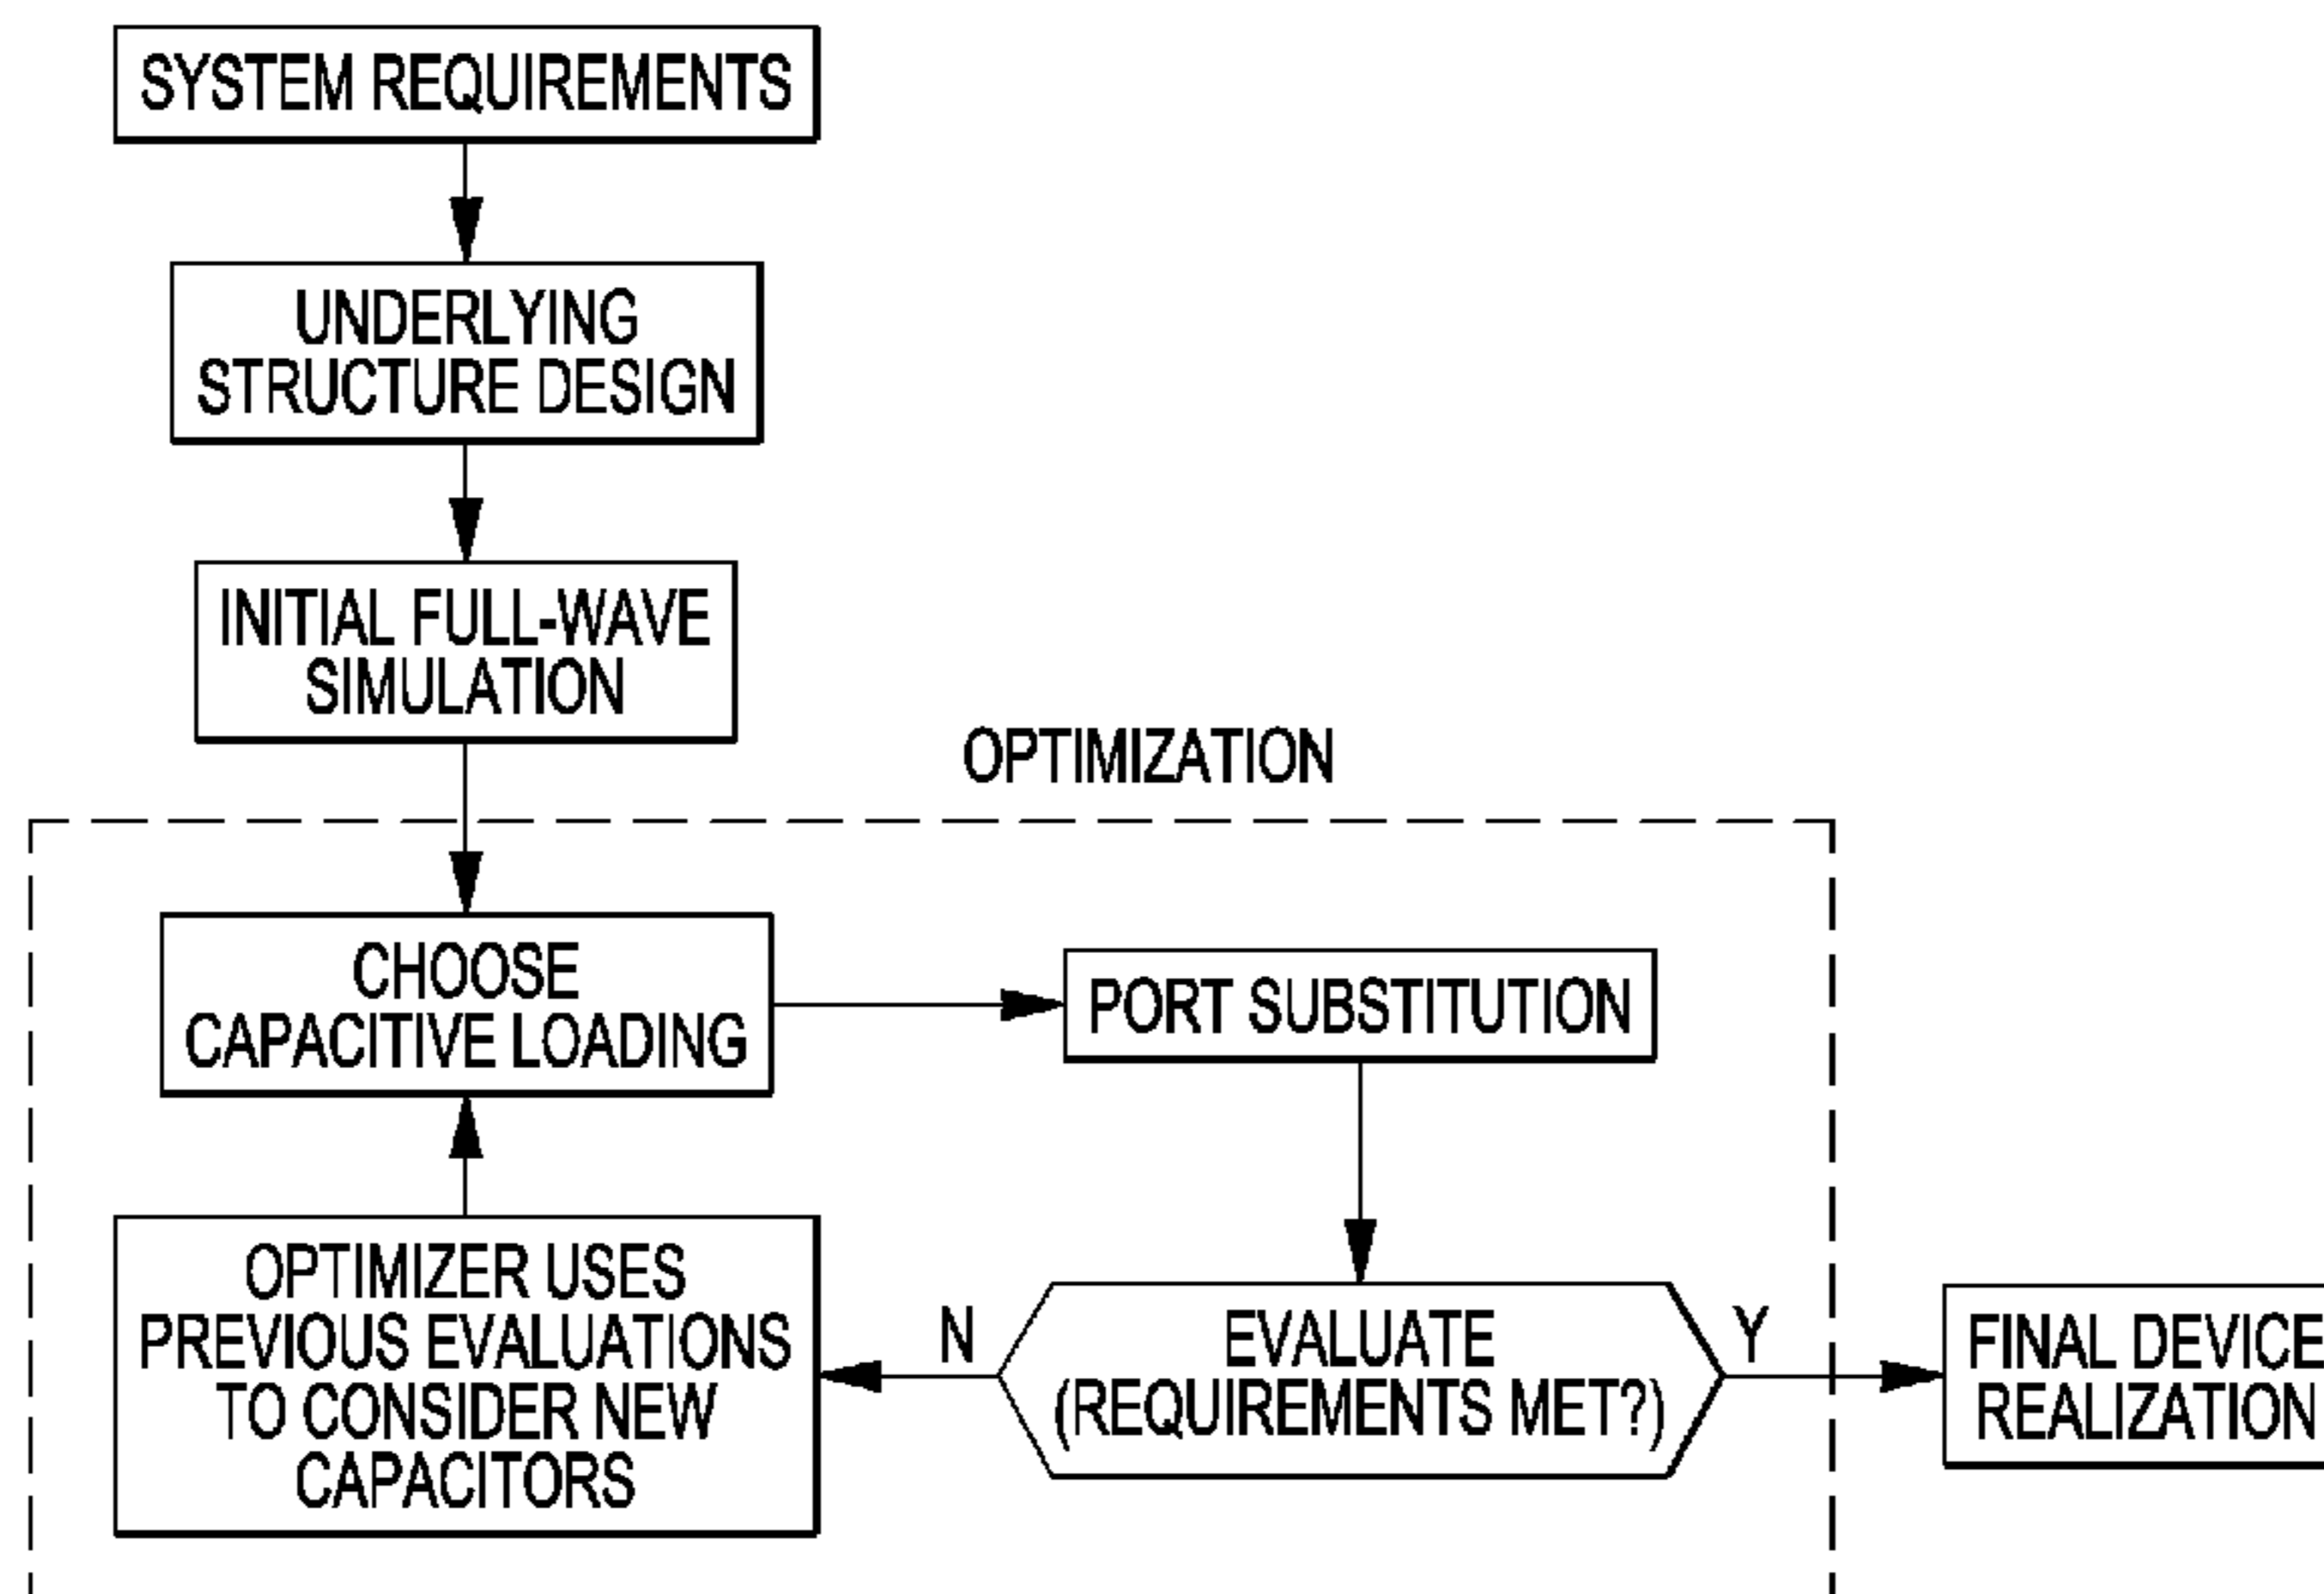 SYSTEM REQUIREMENTS
UNDERLYING
STRUCTURE DESIGN
INITIAL FULL-WAVE
SIMULATION
OPTIMIZATION
CHOOSE
CAPACITIVE LOADING
PORT SUBSTITUTION
OPTIMIZER USES
PREVIOUS EVALUATIONS
TO CONSIDER NEW
CAPACITORS
N
EVALUATE
(REQUIREMENTS MET?)
Y
FINAL DEVICE
REALIZATION